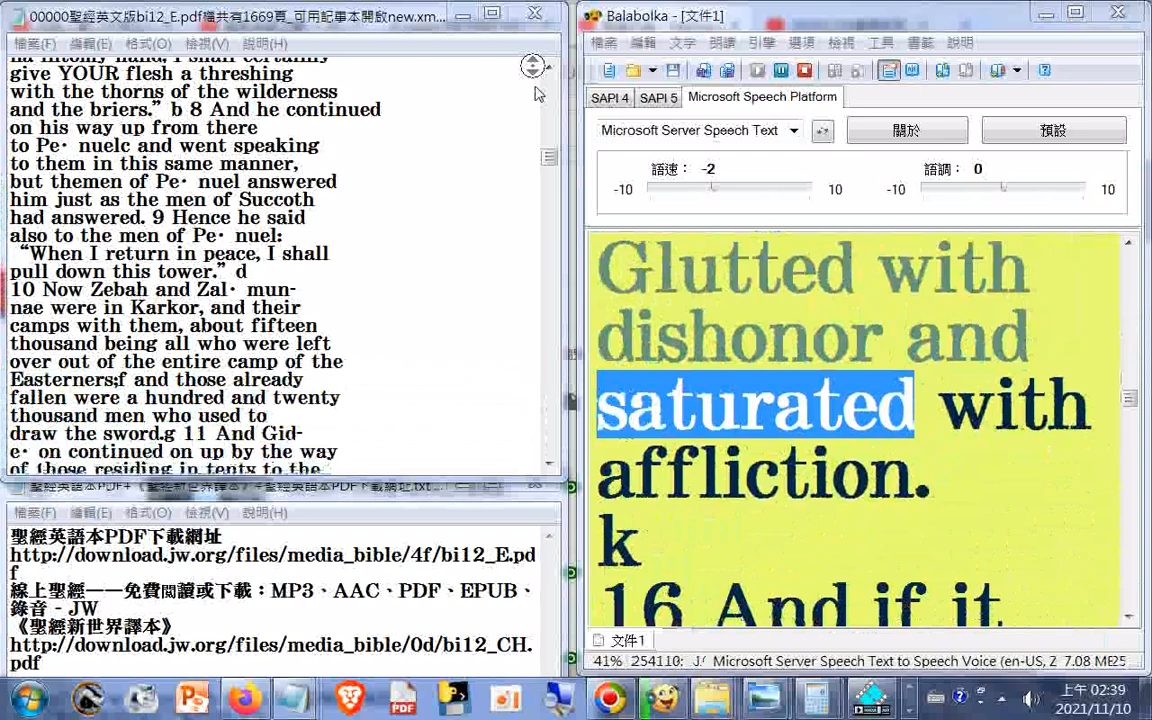 00000聖經英文版bi12_E.pdf檔共有1669頁_可用記事本開啟new.xm...
檔案(F) 編輯(E) 格式(O) 檢視(V) 說明(H)
give YOUR flesh a threshing
with the thorns of the wilderness
and the briers.” b 8 And he continued
on his way up from there
to Pe· nuelc and went speaking
to them in this same manner,
but themen of Pe· nuel answered
him just as the men of Succoth
had answered. 9 Hence he said
also to the men of Pe· nuel:
“When I return in peace, I shall
pull down this tower.” d
10 Now Zebah and Zal· mun-
nae were in Karkor, and their
camps with them, about fifteen
thousand being all who were left
over out of the entire camp of the
Easterners;f and those already
fallen were a hundred and twenty
thousand men who used to
draw the sword.g 11 And Gid-
e· on continued on up by the way
of those residing in tents to the
檔案(F) 編輯(E) 格式(O) 檢視(V) 說明(H)
聖經英語本PDF下載網址
http://download.jw.org/files/media_bible/4f/bi12_E.pd
f
線上聖經——免費閱讀或下載：MP3、AAC、PDF、EPUB、
錄音 - JW
《聖經新世界譯本》
http://download.jw.org/files/media_bible/0d/bi12_CH.
pdf
Balabolka - [文件1]
檔案 編輯 文字 朗讀 引擎 選項 檢視 工具 書籤 說明
SAPI 4 SAPI 5 Microsoft Speech Platform
Microsoft Server Speech Text 關於 預設
語速： -2 語調： 0
-10 10 -10 10
Glutted with
dishonor and
saturated with
affliction.
k
16 And if it
文件1
41% 254110: Microsoft Server Speech Text to Speech Voice (en-US, Z 7.08 ME25
上午 02:39
2021/11/10